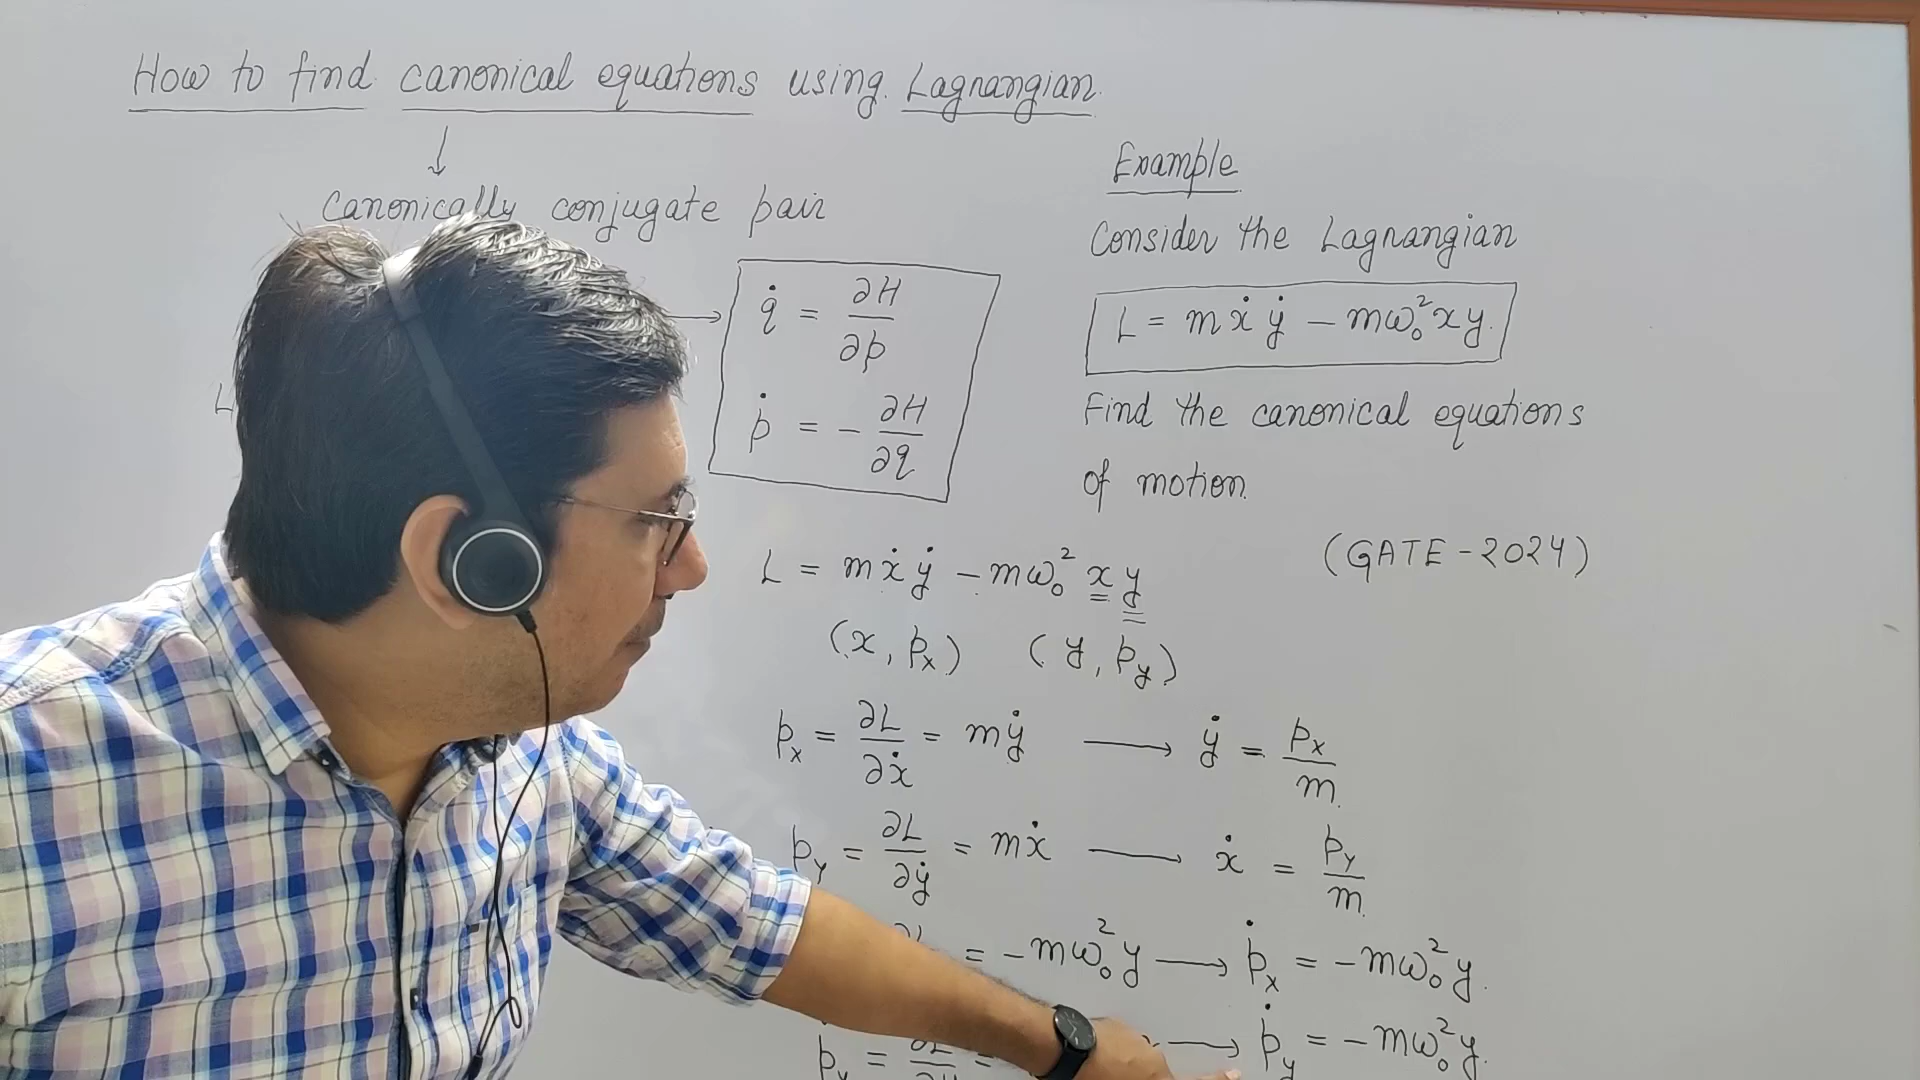 How to find canonical equations using Lagrangian.
↓
Canonically conjugate pair
→ q̇ = ∂H/∂p
ṗ = - ∂H/∂q
L
Example
Consider the Lagrangian
L = mẋẏ - mω₀²xy.
Find the canonical equations
of motion.
(GATE - 2024)
L = mẋẏ - mω₀² x y
(x, pₓ) (y, p_y)
pₓ = ∂L/∂ẋ = mẏ → ẏ = pₓ/m.
p_y = ∂L/∂ẏ = mẋ → ẋ = p_y/m.
∂L = - mω₀²y → ṗₓ = - mω₀²y.
ṗ_y = ∂L/∂y = → ṗ_y = - mω₀²y.